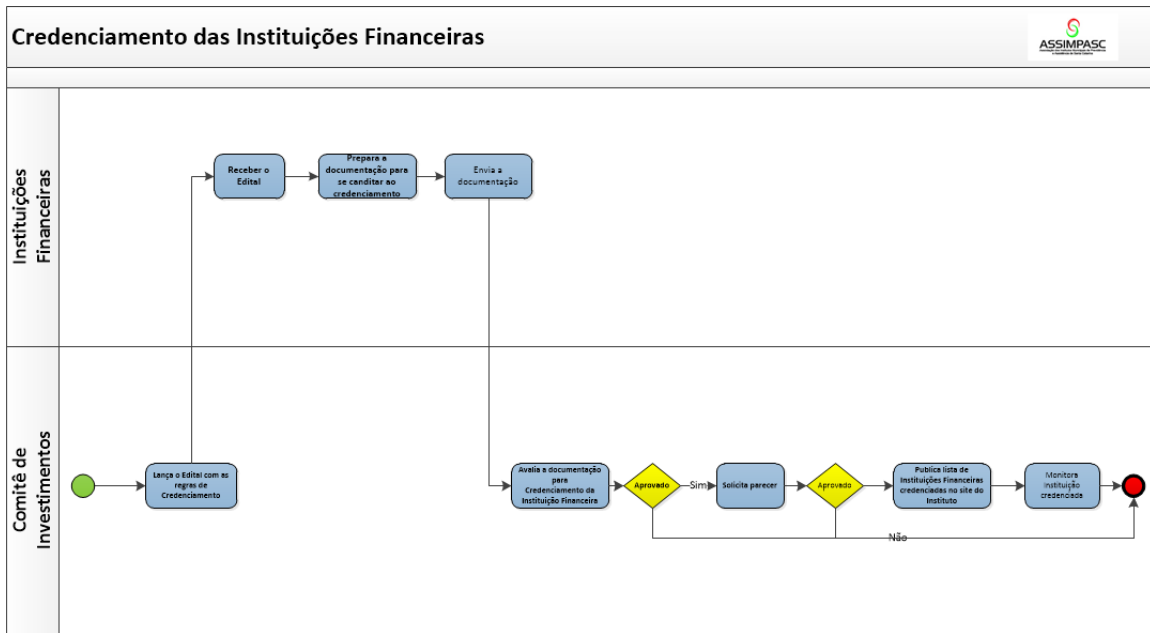 Credenciamento das Instituições Financeiras
ASSIMPASC
Instituições
Financeiras
Receber o
Edital
Prepara a
documentação para
se canditar ao
credenciamento
Envia a
documentação
Comitê de
Investimentos
Lança o Edital com as
regras de
Credenciamento
Avalia a documentação
para
Credenciamento da
Instituição Financeira
Aprovado
Sim
Solicita parecer
Aprovado
Publica lista de
Instituições Financeiras
credenciadas no site do
Instituto
Monitora
Instituição
credenciada
Não